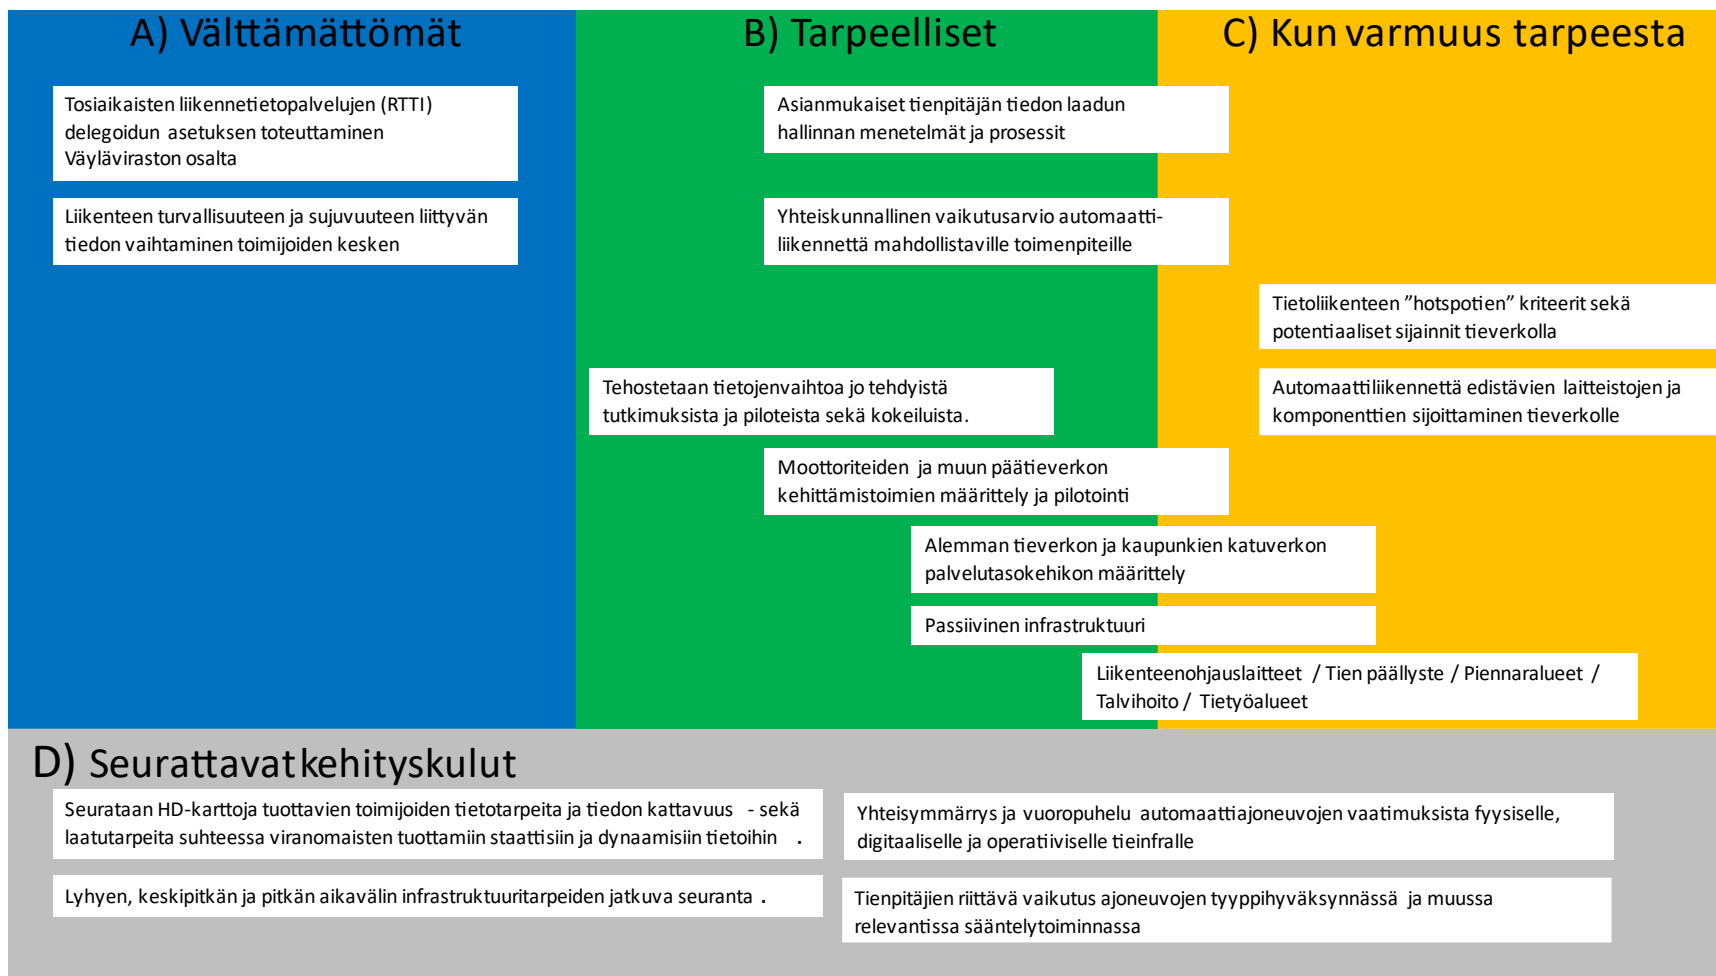 A) Välttämättömät
Tosiaikaisten liikennetietopalvelujen (RTTI)
delegoidun asetuksen toteuttaminen
Väyläviraston osalta
Liikenteen turvallisuuteen ja sujuvuuteen liittyvän
tiedon vaihtaminen toimijoiden kesken
B) Tarpeelliset
Asianmukaiset tienpitäjän tiedon laadun
hallinnan menetelmät ja prosessit
Yhteiskunnallinen vaikutusarvio automaatti-
liikennettä mahdollistaville toimenpiteille
Tehostetaan tietojenvaihtoa jo tehdyistä
tutkimuksista ja piloteista sekä kokeiluista.
Moottoriteiden ja muun päätieverkon
kehittämistoimien määrittely ja pilotointi
Alemman tieverkon ja kaupunkien katuverkon
palvelutasokehikon määrittely
Passiivinen infrastruktuuri
Liikenteenohjauslaitteet / Tien päällyste / Piennaralueet /
Talvihoito / Tietyöalueet
C) Kun varmuus tarpeesta
Tietoliikenteen ”hotspotien” kriteerit sekä
potentiaaliset sijainnit tieverkolla
Automaattiliikennettä edistävien laitteistojen ja
komponenttien sijoittaminen tieverkolle
D) Seurattavat kehityskulut
Seurataan HD-karttoja tuottavien toimijoiden tietotarpeita ja tiedon kattavuus - sekä
laatutarpeita suhteessa viranomaisten tuottamiin staattisiin ja dynaamisiin tietoihin .
Lyhyen, keskipitkän ja pitkän aikavälin infrastruktuuritarpeiden jatkuva seuranta .
Yhteisymmärrys ja vuoropuhelu automaattiajoneuvojen vaatimuksista fyysiselle,
digitaaliselle ja operatiiviselle tieinfralle
Tienpitäjien riittävä vaikutus ajoneuvojen tyyppihyväksynnässä ja muussa
relevantissa sääntelytoiminnassa